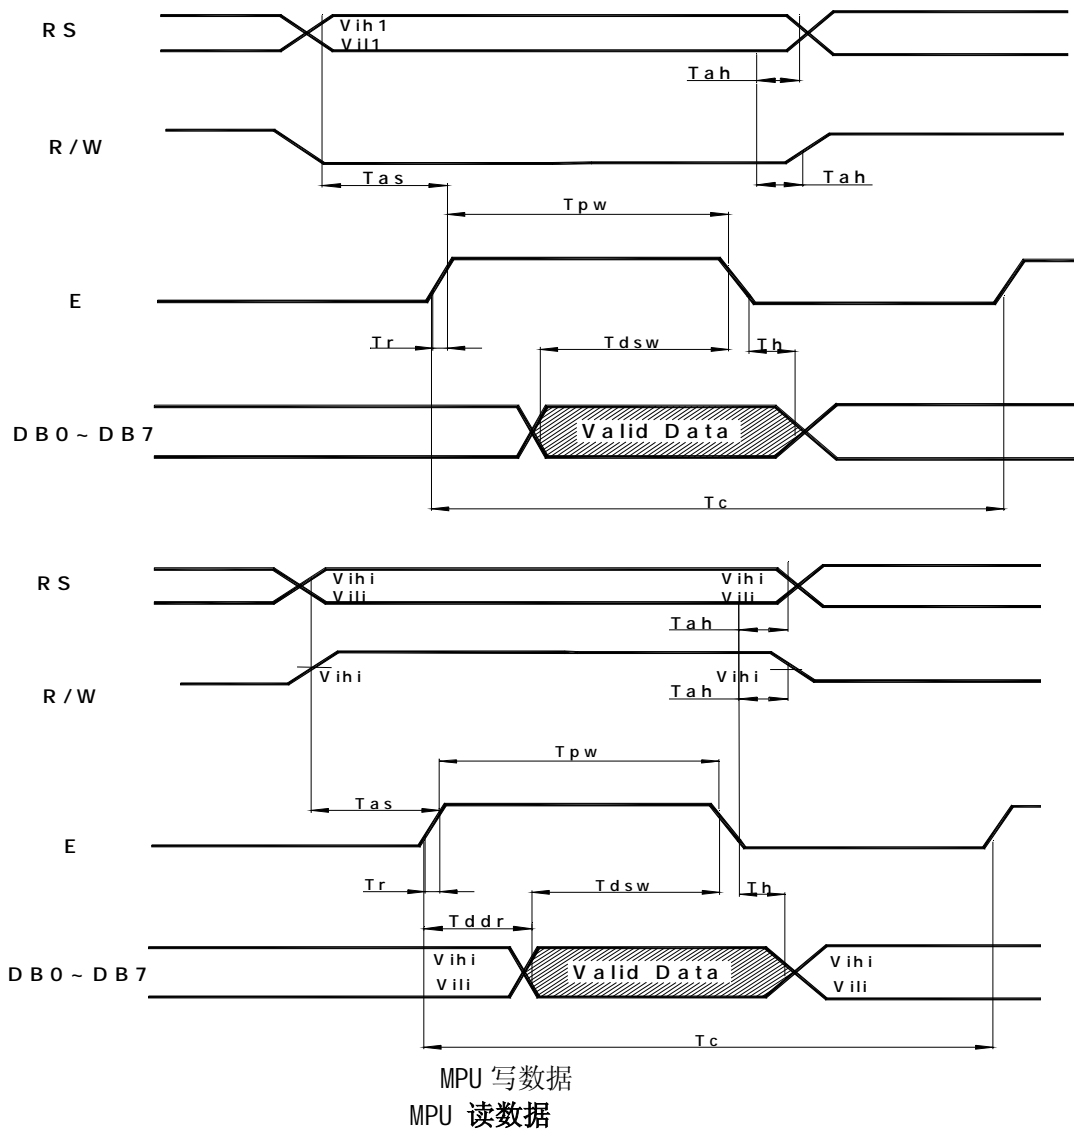 RS
Vih1
Vil1
Tah
R/W
Tas
Tah
Tpw
E
Tr
Tdsw
Th
DB0~DB7
Valid Data
Tc
RS
Vihi
Vili
Vihi
Vili
Tah
R/W
Vihi
Vihi
Tah
Tpw
Tas
E
Tr
Tdsw
Th
Tddr
DB0~DB7
Vihi
Vili
Valid Data
Vihi
Vili
Tc
MPU 写数据
MPU 读数据